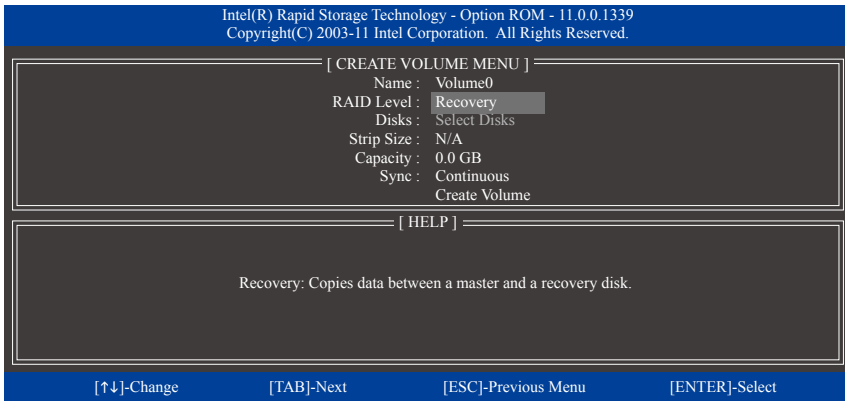 Intel(R) Rapid Storage Technology - Option ROM - 11.0.0.1339
Copyright(C) 2003-11 Intel Corporation. All Rights Reserved.
[ CREATE VOLUME MENU ]
Name : Volume0
RAID Level : Recovery
Disks : Select Disks
Strip Size : N/A
Capacity : 0.0 GB
Sync : Continuous
Create Volume
[ HELP ]
Recovery: Copies data between a master and a recovery disk.
[↑↓]-Change [TAB]-Next [ESC]-Previous Menu [ENTER]-Select